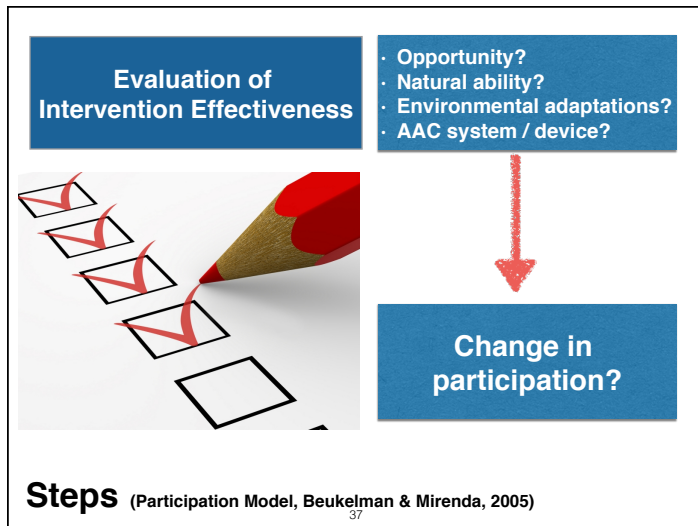 Evaluation of
Intervention Effectiveness
· Opportunity?
· Natural ability?
· Environmental adaptations?
· AAC system / device?
Change in
participation?
Steps (Participation Model, Beukelman & Mirenda, 2005)
37